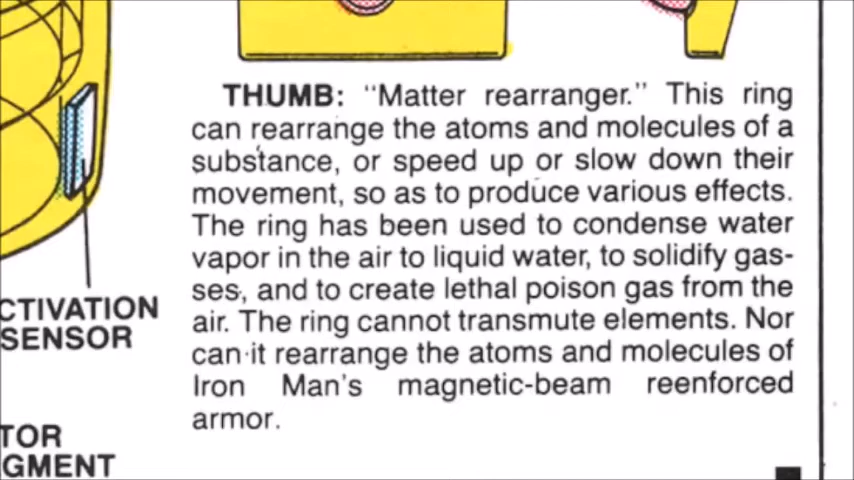 THUMB: "Matter rearranger." This ring
can rearrange the atoms and molecules of a
substance, or speed up or slow down their
movement, so as to produce various effects.
The ring has been used to condense water
vapor in the air to liquid water, to solidify gas-
ses, and to create lethal poison gas from the
air. The ring cannot transmute elements. Nor
can it rearrange the atoms and molecules of
Iron Man's magnetic-beam reenforced
armor.
CTIVATION
SENSOR
TOR
GMENT